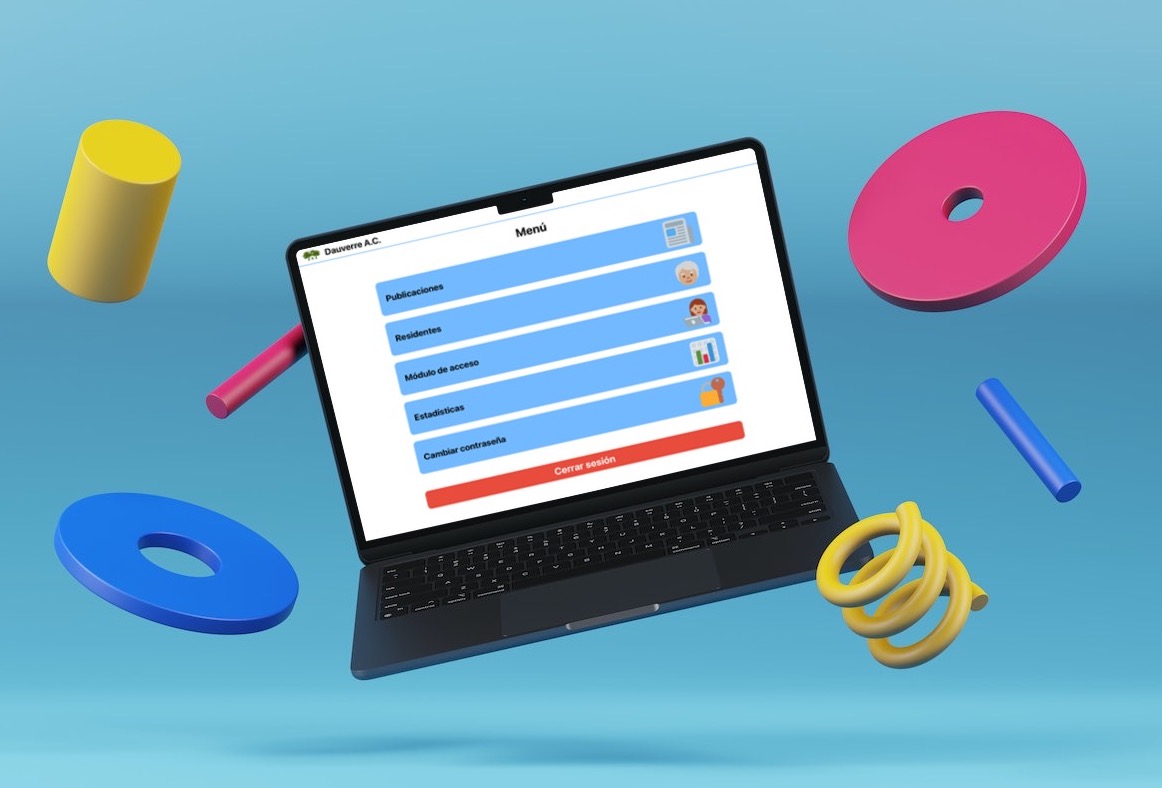 Dauverre A.C.
Menú
Publicaciones
Residentes
Módulo de acceso
Estadísticas
Cambiar contraseña
Cerrar sesión